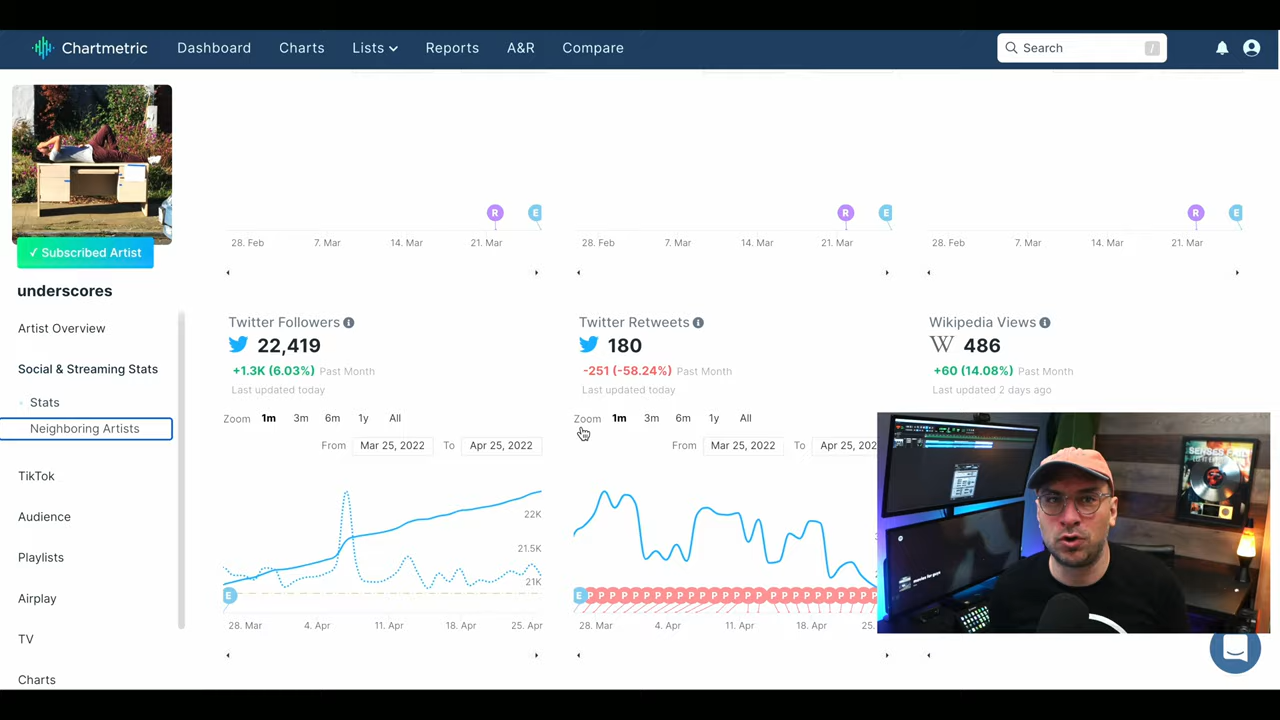 Chartmetric Dashboard Charts Lists Reports A&R Compare Search /
✓ Subscribed Artist
underscores
Artist Overview
Social & Streaming Stats
Stats
Neighboring Artists
TikTok
Audience
Playlists
Airplay
TV
Charts
R E
28. Feb 7. Mar 14. Mar 21. Mar
R E
28. Feb 7. Mar 14. Mar 21. Mar
R E
28. Feb 7. Mar 14. Mar 21. Mar
Twitter Followers
22,419
+1.3K (6.03%) Past Month
Last updated today
Zoom 1m 3m 6m 1y All
From Mar 25, 2022 To Apr 25, 2022
22K
21.5K
21K
E
28. Mar 4. Apr 11. Apr 18. Apr 25. Apr
Twitter Retweets
180
-251 (-58.24%) Past Month
Last updated today
Zoom 1m 3m 6m 1y All
From Mar 25, 2022 To Apr 25, 202
E P P P P P P P P P P P P P P P P P P P P P P P P P P
28. Mar 4. Apr 11. Apr 18. Apr 25.
Wikipedia Views
W 486
+60 (14.08%) Past Month
Last updated 2 days ago
SENSES FAIL